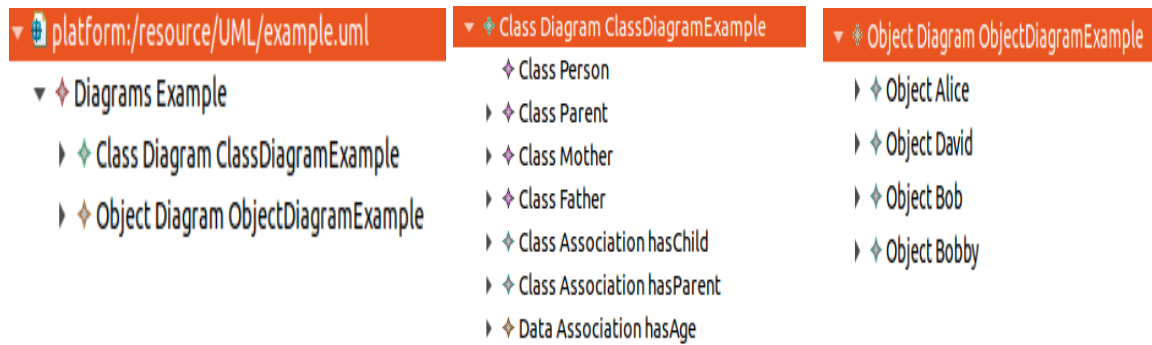 platform:/resource/UML/example.uml
Diagrams Example
Class Diagram ClassDiagramExample
Object Diagram ObjectDiagramExample
Class Diagram ClassDiagramExample
Class Person
Class Parent
Class Mother
Class Father
Class Association hasChild
Class Association hasParent
Data Association hasAge
Object Diagram ObjectDiagramExample
Object Alice
Object David
Object Bob
Object Bobby